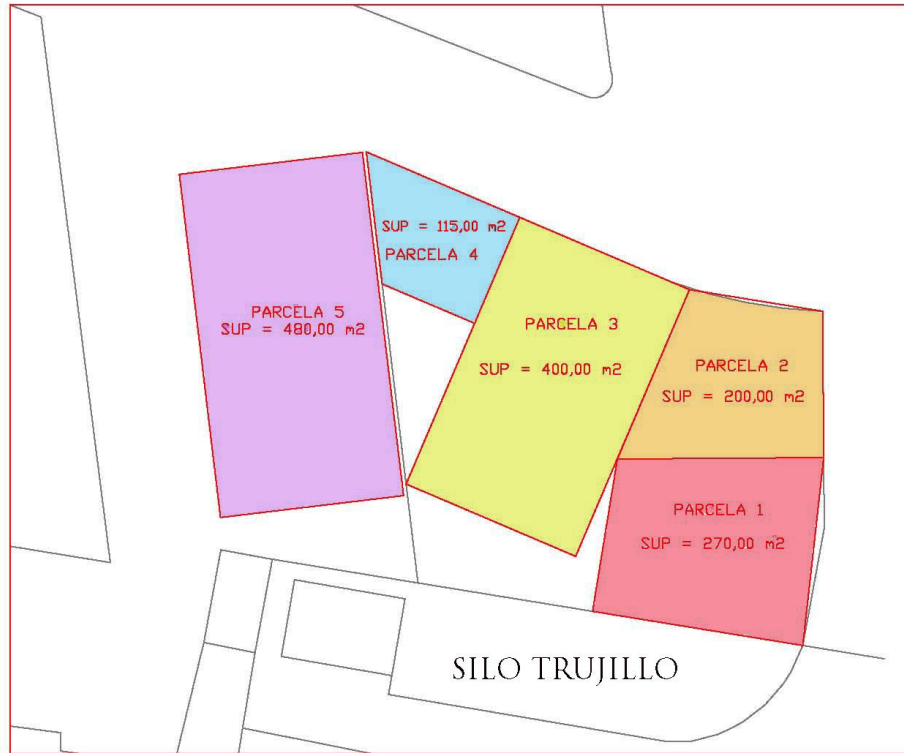 SUP = 115,00 m2
PARCELA 4
PARCELA 5
SUP = 480,00 m2
PARCELA 3
SUP = 400,00 m2
PARCELA 2
SUP = 200,00 m2
PARCELA 1
SUP = 270,00 m2
SILO TRUJILLO